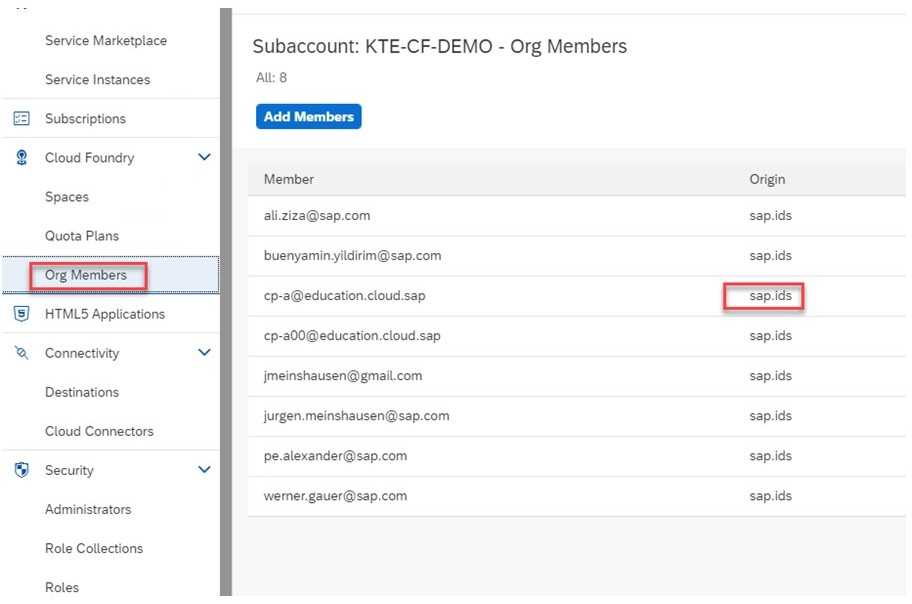 Service Marketplace
Service Instances
Subscriptions
Cloud Foundry
Spaces
Quota Plans
Org Members
HTML5 Applications
Connectivity
Destinations
Cloud Connectors
Security
Administrators
Role Collections
Roles
Subaccount: KTE-CF-DEMO - Org Members
All: 8
Add Members
Member Origin
ali.ziza@sap.com sap.ids
buenyamin.yildirim@sap.com sap.ids
cp-a@education.cloud.sap sap.ids
cp-a00@education.cloud.sap sap.ids
jmeinshausen@gmail.com sap.ids
jurgen.meinshausen@sap.com sap.ids
pe.alexander@sap.com sap.ids
werner.gauer@sap.com sap.ids